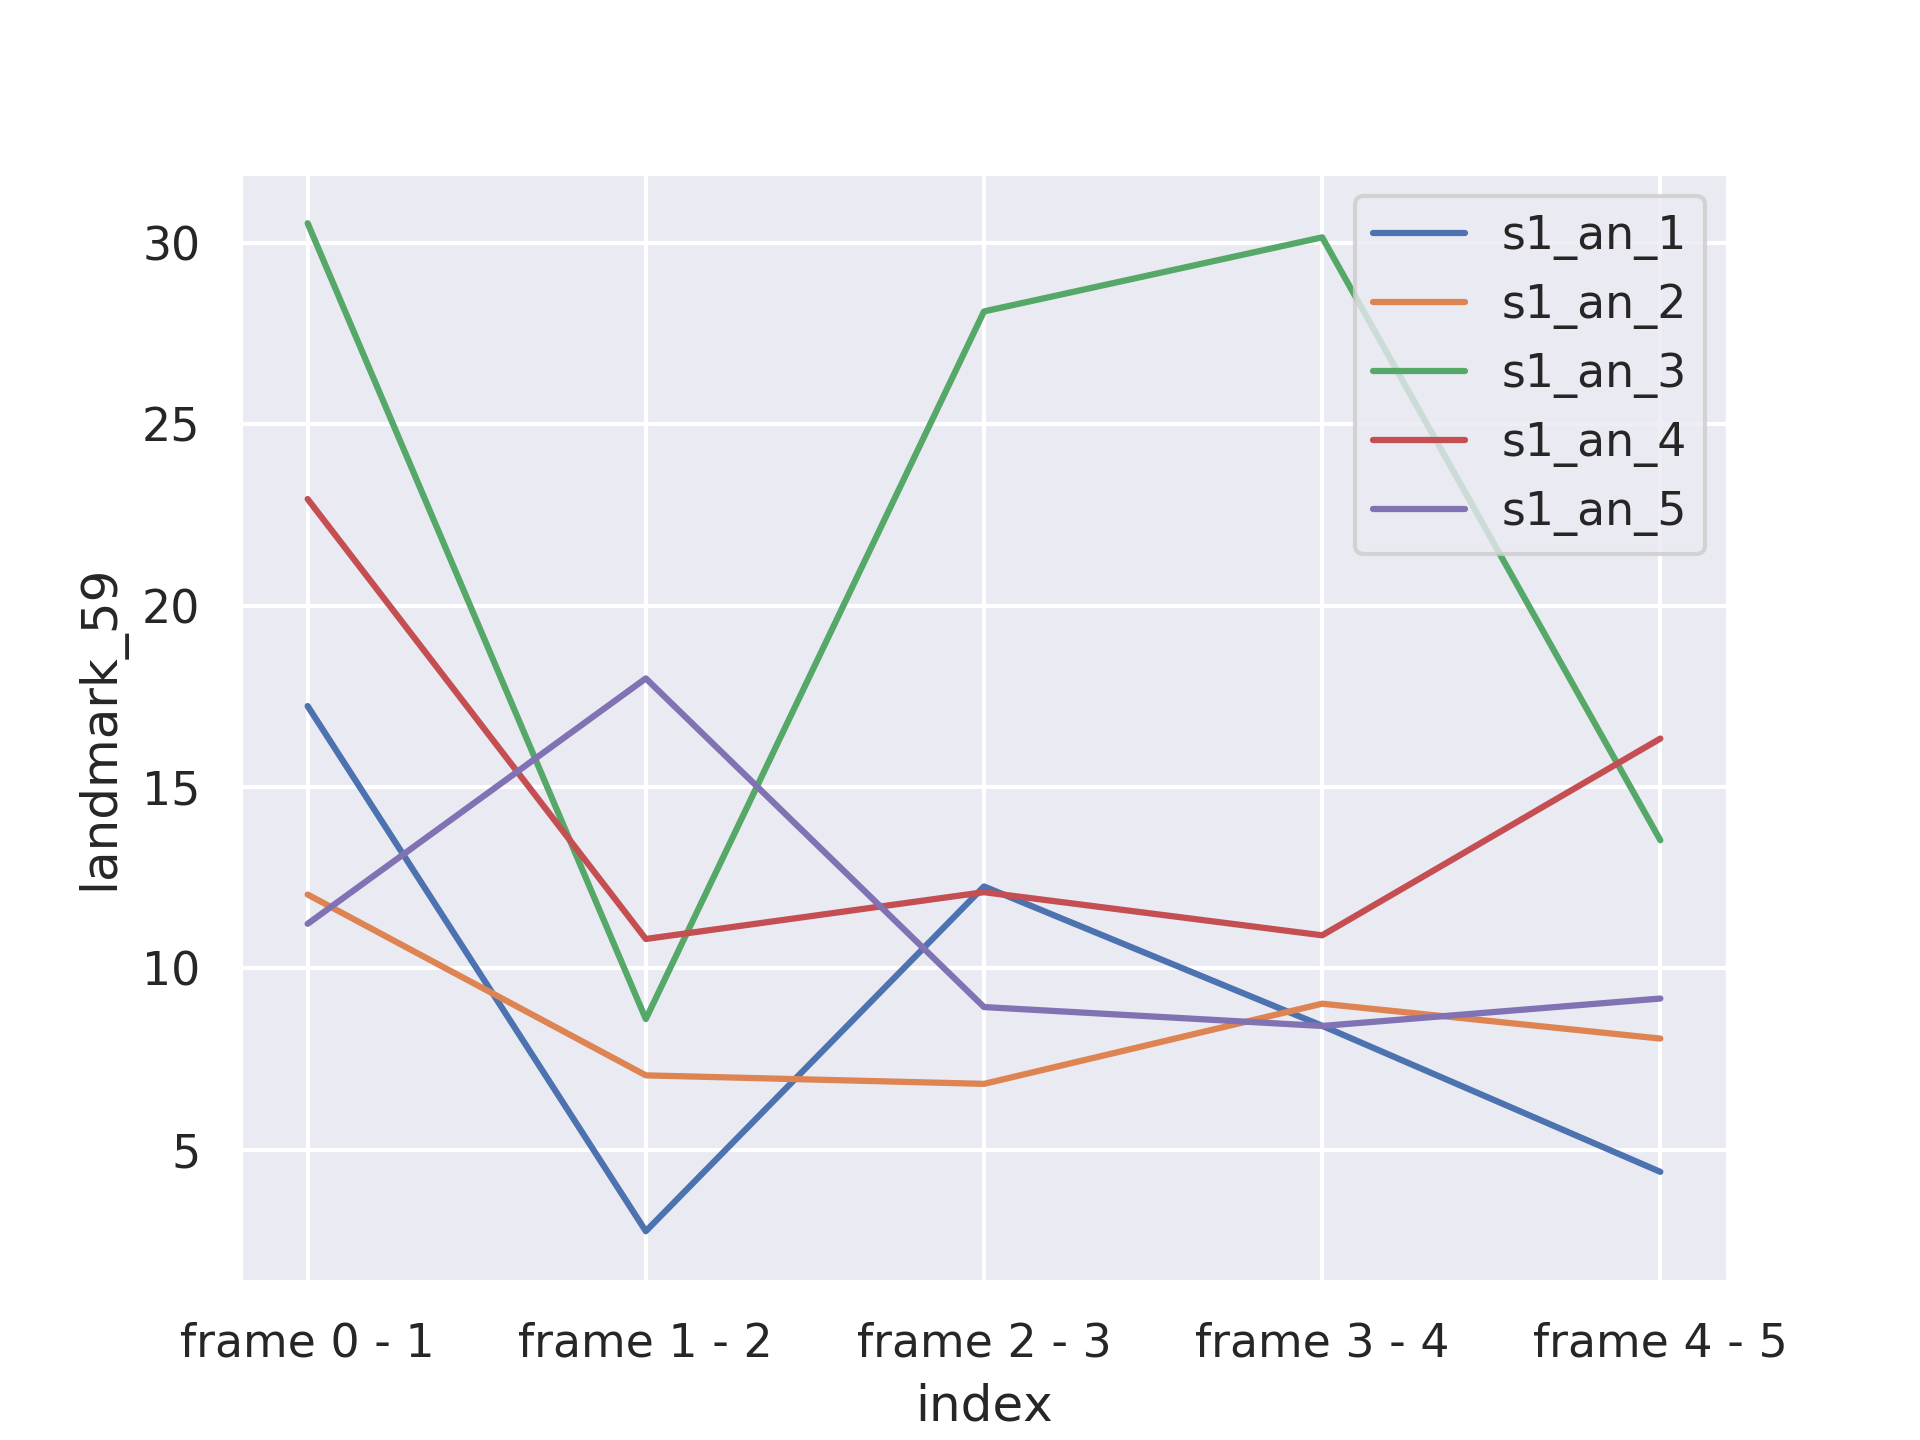 30
25
20
15
10
5
landmark_59
s1_an_1
s1_an_2
s1_an_3
s1_an_4
s1_an_5
frame 0 - 1
frame 1 - 2
frame 2 - 3
frame 3 - 4
frame 4 - 5
index